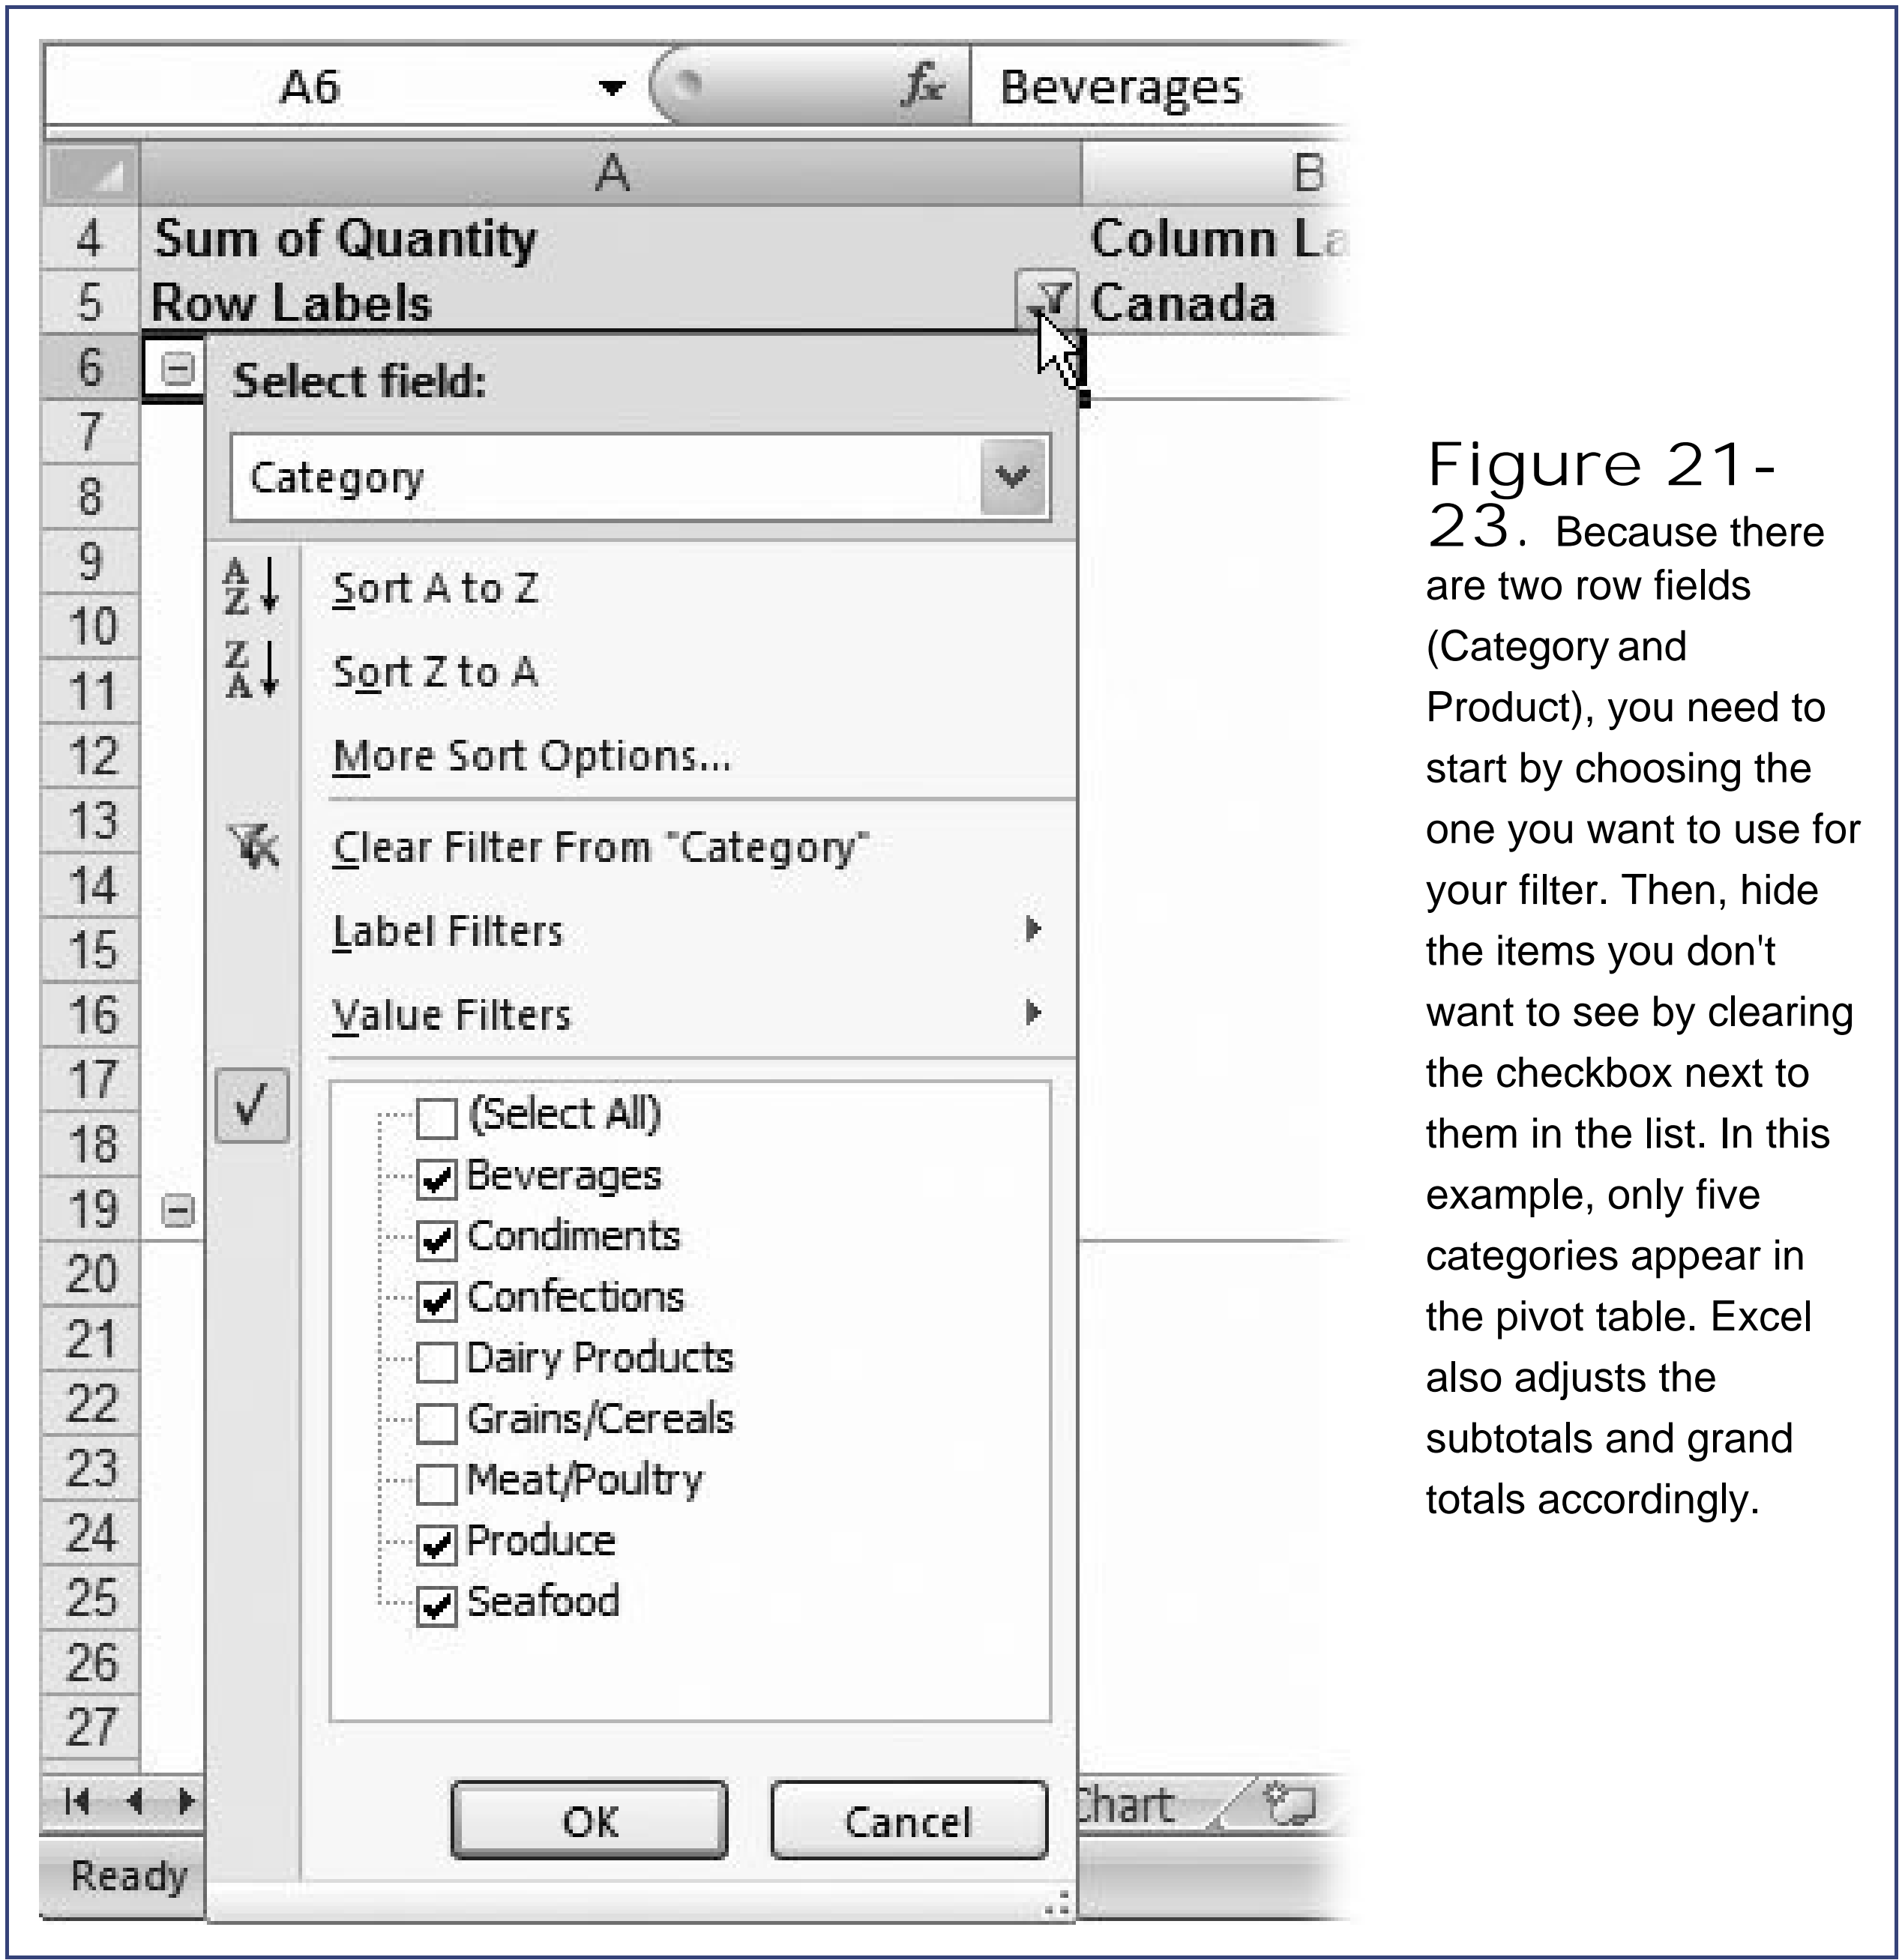 A6
fx
Beverages
A
B
4
Sum of Quantity
Column La
5
Row Labels
Canada
6
Select field:
7
Category
8
9
Sort A to Z
10
11
Sort Z to A
12
More Sort Options...
13
Clear Filter From "Category"
14
15
Label Filters
16
Value Filters
17
(Select All)
18
Beverages
19
Condiments
20
Confections
21
Dairy Products
22
Grains/Cereals
23
Meat/Poultry
24
Produce
25
Seafood
26
27
OK
Cancel
Chart
Ready
Figure 21-
23. Because there
are two row fields
(Category and
Product), you need to
start by choosing the
one you want to use for
your filter. Then, hide
the items you don't
want to see by clearing
the checkbox next to
them in the list. In this
example, only five
categories appear in
the pivot table. Excel
also adjusts the
subtotals and grand
totals accordingly.